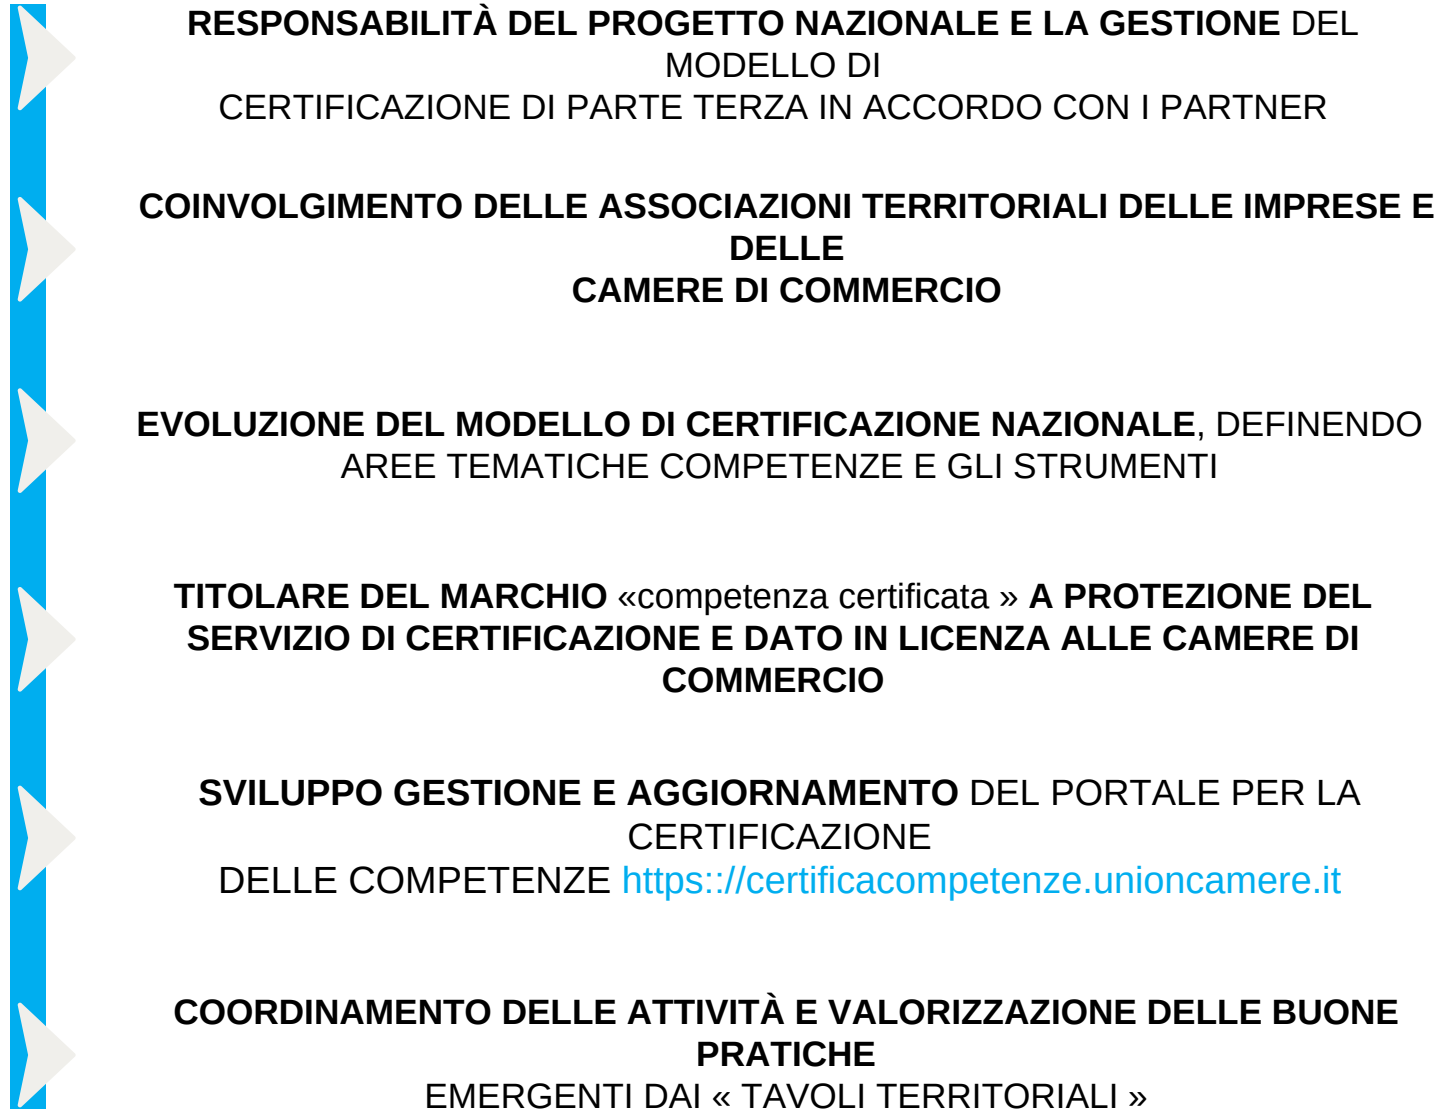 RESPONSABILITÀ DEL PROGETTO NAZIONALE E LA GESTIONE DEL
MODELLO DI
CERTIFICAZIONE DI PARTE TERZA IN ACCORDO CON I PARTNER
COINVOLGIMENTO DELLE ASSOCIAZIONI TERRITORIALI DELLE IMPRESE E
DELLE
CAMERE DI COMMERCIO
EVOLUZIONE DEL MODELLO DI CERTIFICAZIONE NAZIONALE, DEFINENDO
AREE TEMATICHE COMPETENZE E GLI STRUMENTI
TITOLARE DEL MARCHIO «competenza certificata » A PROTEZIONE DEL
SERVIZIO DI CERTIFICAZIONE E DATO IN LICENZA ALLE CAMERE DI
COMMERCIO
SVILUPPO GESTIONE E AGGIORNAMENTO DEL PORTALE PER LA
CERTIFICAZIONE
DELLE COMPETENZE https:://certificacompetenze.unioncamere.it
COORDINAMENTO DELLE ATTIVITÀ E VALORIZZAZIONE DELLE BUONE
PRATICHE
EMERGENTI DAI « TAVOLI TERRITORIALI »